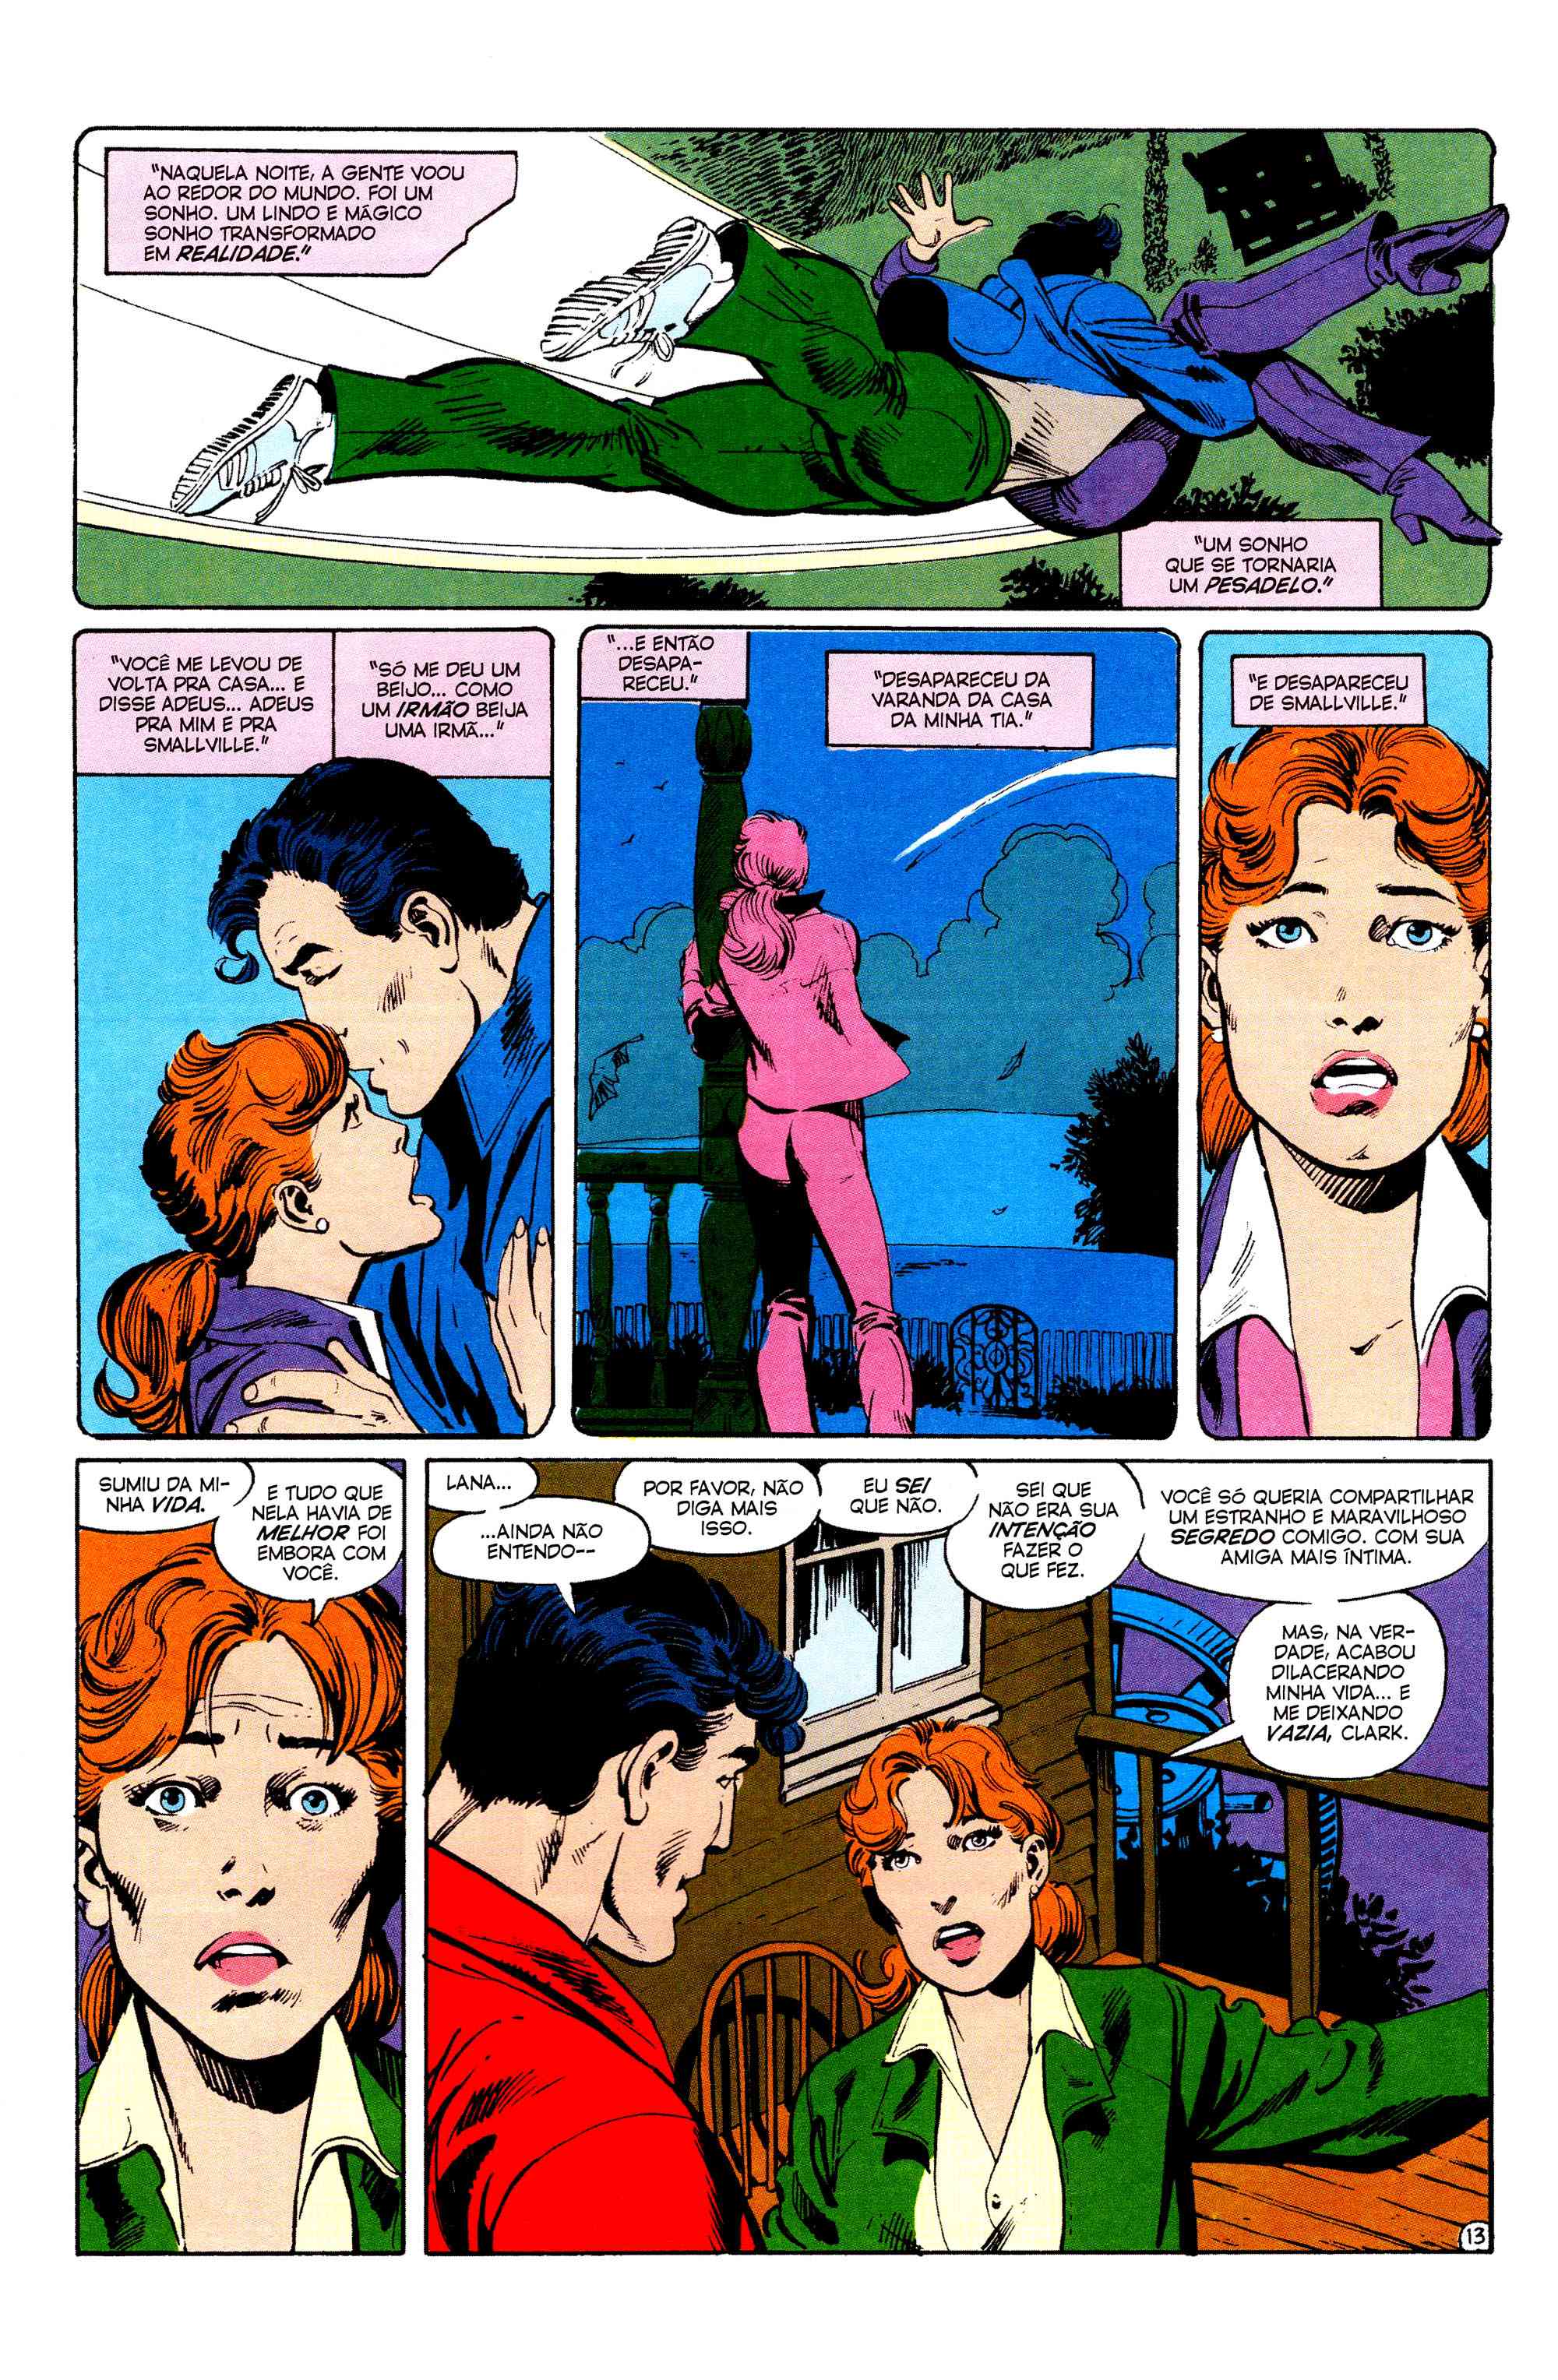 "NAQUELA NOITE, A GENTE VOOU
AO REDOR DO MUNDO. FOI UM
SONHO. UM LINDO E MÁGICO
SONHO TRANSFORMADO
EM REALIDADE."
"UM SONHO
QUE SE TORNARIA
UM PESADELO."
"VOCÊ ME LEVOU DE
VOLTA PRA CASA... E
DISSE ADEUS... ADEUS
PRA MIM E PRA
SMALLVILLE."
"SÓ ME DEU UM
BEIJO... COMO
UM IRMÃO BEIJA
UMA IRMÃ..."
"...E ENTÃO
DESAPA-
RECEU."
"DESAPARECEU DA
VARANDA DA CASA
DA MINHA TIA."
"E DESAPARECEU
DE SMALLVILLE."
SUMIU DA MI-
NHA VIDA.
E TUDO QUE
NELA HAVIA DE
MELHOR FOI
EMBORA COM
VOCÊ.
LANA...
...AINDA NÃO
ENTENDO--
POR FAVOR, NÃO
DIGA MAIS
ISSO.
EU SEI
QUE NÃO.
SEI QUE
NÃO ERA SUA
INTENÇÃO
FAZER O
QUE FEZ.
VOCÊ SÓ QUERIA COMPARTILHAR
UM ESTRANHO E MARAVILHOSO
SEGREDO COMIGO. COM SUA
AMIGA MAIS ÍNTIMA.
MAS, NA VER-
DADE, ACABOU
DILACERANDO
MINHA VIDA... E
ME DEIXANDO
VAZIA, CLARK.
13